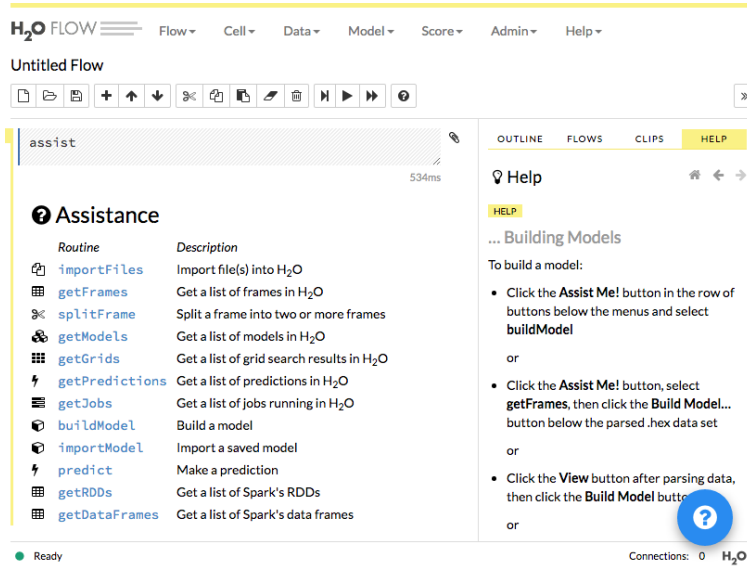 H2O FLOW Flow Cell Data Model Score Admin Help
Untitled Flow
assist
534ms
Assistance
Routine Description
importFiles Import file(s) into H2O
getFrames Get a list of frames in H2O
splitFrame Split a frame into two or more frames
getModels Get a list of models in H2O
getGrids Get a list of grid search results in H2O
getPredictions Get a list of predictions in H2O
getJobs Get a list of jobs running in H2O
buildModel Build a model
importModel Import a saved model
predict Make a prediction
getRDDs Get a list of Spark's RDDs
getDataFrames Get a list of Spark's data frames
OUTLINE FLOWS CLIPS HELP
Help
HELP
... Building Models
To build a model:
• Click the Assist Me! button in the row of
buttons below the menus and select
buildModel
or
• Click the Assist Me! button, select
getFrames, then click the Build Model...
button below the parsed .hex data set
or
• Click the View button after parsing data,
then click the Build Model
or
Ready
Connections: 0 H2O